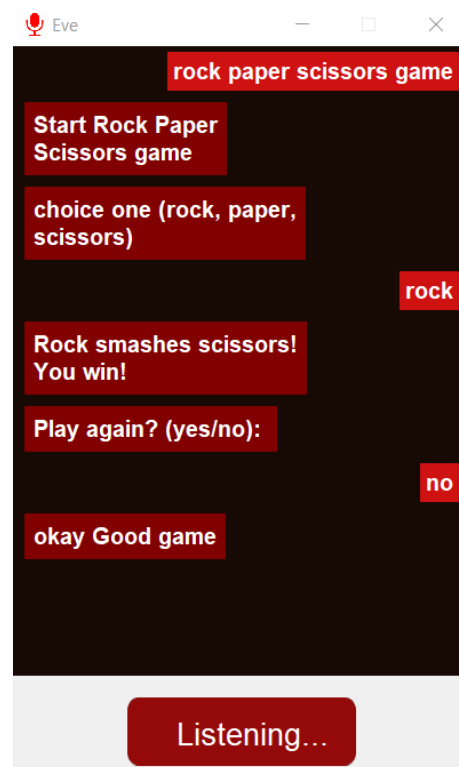 Eve
rock paper scissors game
Start Rock Paper
Scissors game
choice one (rock, paper,
scissors)
rock
Rock smashes scissors!
You win!
Play again? (yes/no):
no
okay Good game
Listening...